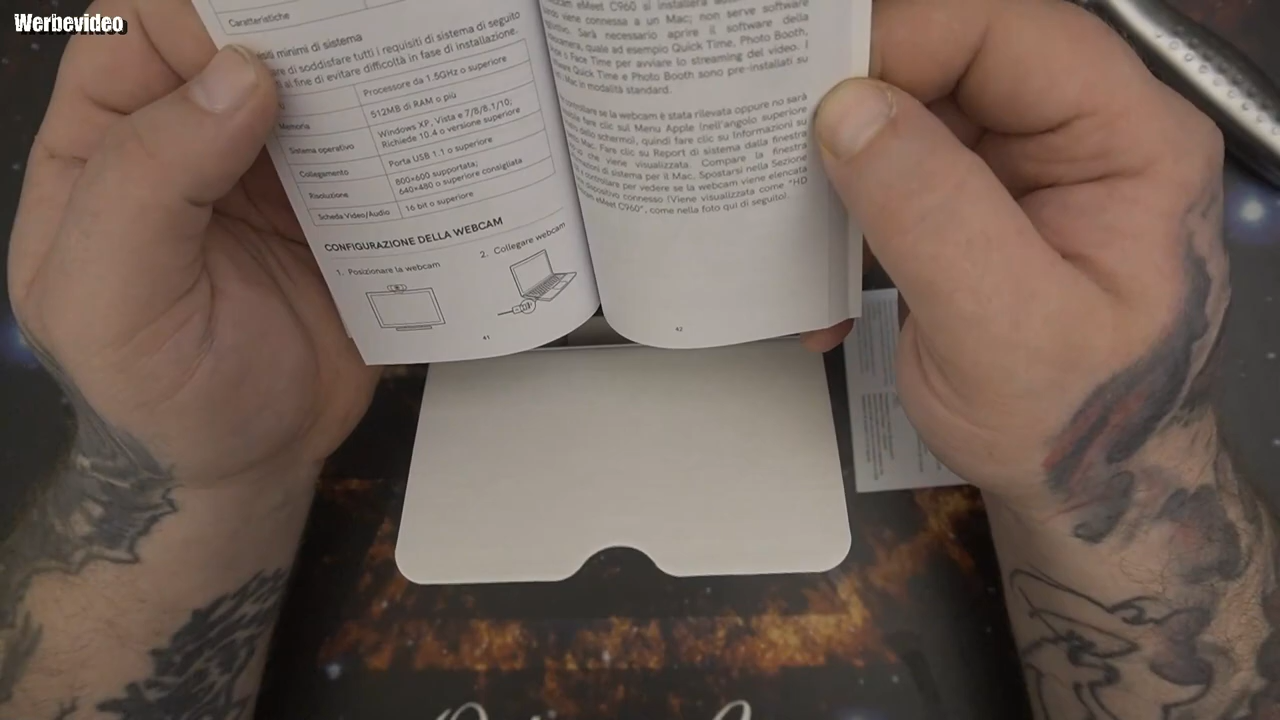 Werbevideo
Caratteristiche
minimi di sistema
di soddisfare tutti i requisiti di sistema di seguito
al fine di evitare difficoltà in fase di installazione.
Processore da 1.5GHz o superiore
Memoria
512MB di RAM o più
Sistema operativo
Windows XP, Vista e 7/8/8.1/10;
Richiede 10.4 o versione superiore
Collegamento
Porta USB 1.1 o superiore
Risoluzione
800×600 supportata;
640×480 o superiore consigliata
Scheda Video/Audio
16 bit o superiore
CONFIGURAZIONE DELLA WEBCAM
1. Posizionare la webcam
2. Collegare webcam
41
eMeet C960 si installerà
viene connessa a un Mac; non serve software
Sarà necessario aprire il software della
quale ad esempio Quick Time, Photo Booth,
o Face Time per avviare lo streaming del video. I
Quick Time e Photo Booth sono pre-installati su
Mac in modalità standard.
controllare se la webcam è stata rilevata oppure no sarà
fare clic sul Menu Apple (nell'angolo superiore
dello schermo), quindi fare clic su Informazioni su
Mac. Fare clic su Report di sistema dalla finestra
che viene visualizzata. Compare la finestra
di sistema per il Mac. Spostarsi nella Sezione
controllare per vedere se la webcam viene elencata
dispositivo connesso (Viene visualizzata come "HD
eMeet C960", come nella foto qui di seguito).
42